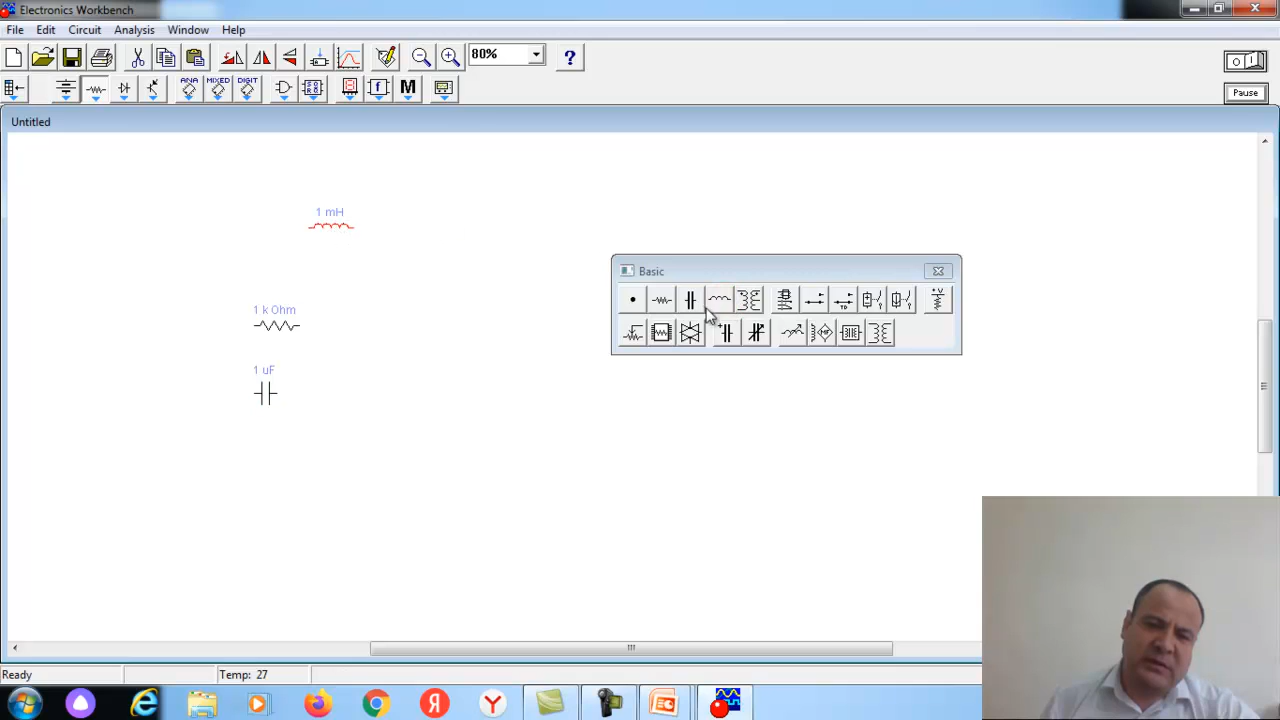 Electronics Workbench
File Edit Circuit Analysis Window Help
80%
?
ANA MIXED DIGIT
M
Pause
Untitled
1 mH
Basic
1 k Ohm
1 uF
Ready
Temp: 27
Я
Y